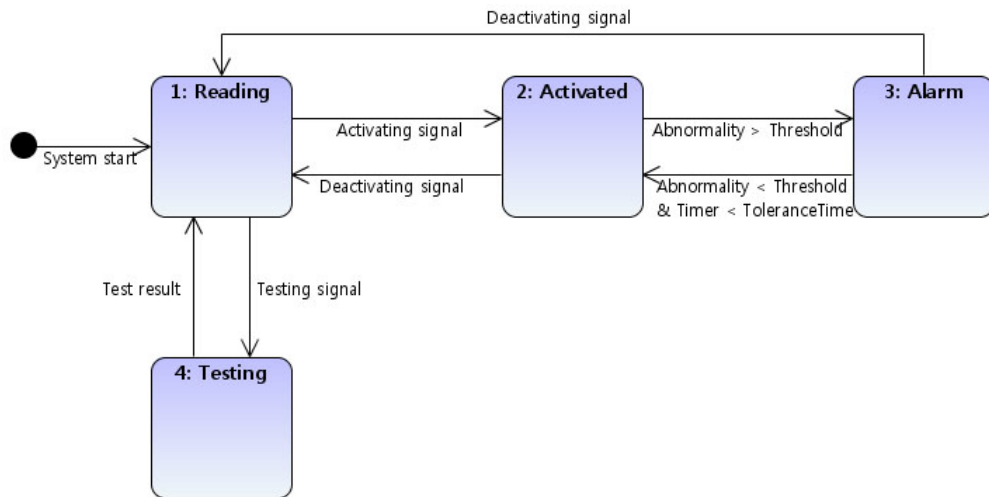 Deactivating signal
1: Reading
2: Activated
3: Alarm
System start
Activating signal
Abnormality > Threshold
Deactivating signal
Abnormality < Threshold
& Timer < ToleranceTime
Test result
Testing signal
4: Testing